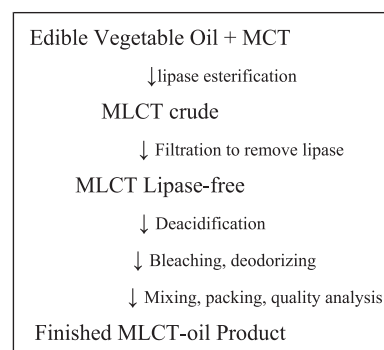 Edible Vegetable Oil + MCT
↓lipase esterification
MLCT crude
↓ Filtration to remove lipase
MLCT Lipase-free
↓ Deacidification
↓ Bleaching, deodorizing
↓ Mixing, packing, quality analysis
Finished MLCT-oil Product